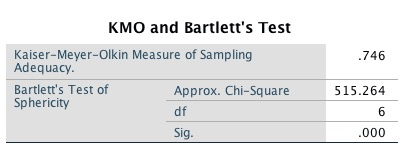 KMO and Bartlett's Test
Kaiser-Meyer-Olkin Measure of Sampling .746
Adequacy.
Bartlett's Test of Approx. Chi-Square 515.264
Sphericity
df 6
Sig. .000